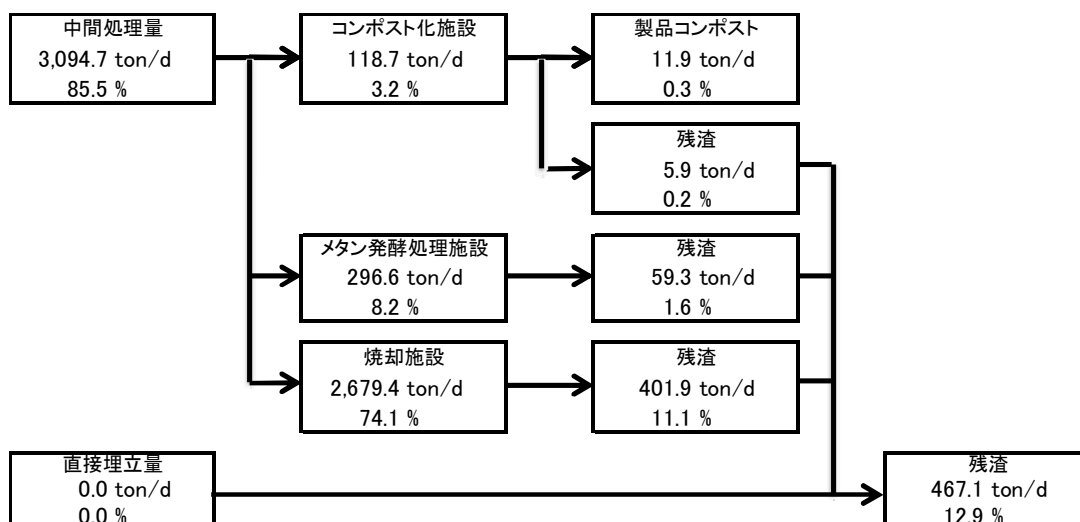 中間処理量
3,094.7 ton/d
85.5 %
コンポスト化施設
118.7 ton/d
3.2 %
製品コンポスト
11.9 ton/d
0.3 %
残渣
5.9 ton/d
0.2 %
メタン発酵処理施設
296.6 ton/d
8.2 %
残渣
59.3 ton/d
1.6 %
焼却施設
2,679.4 ton/d
74.1 %
残渣
401.9 ton/d
11.1 %
直接埋立量
0.0 ton/d
0.0 %
残渣
467.1 ton/d
12.9 %